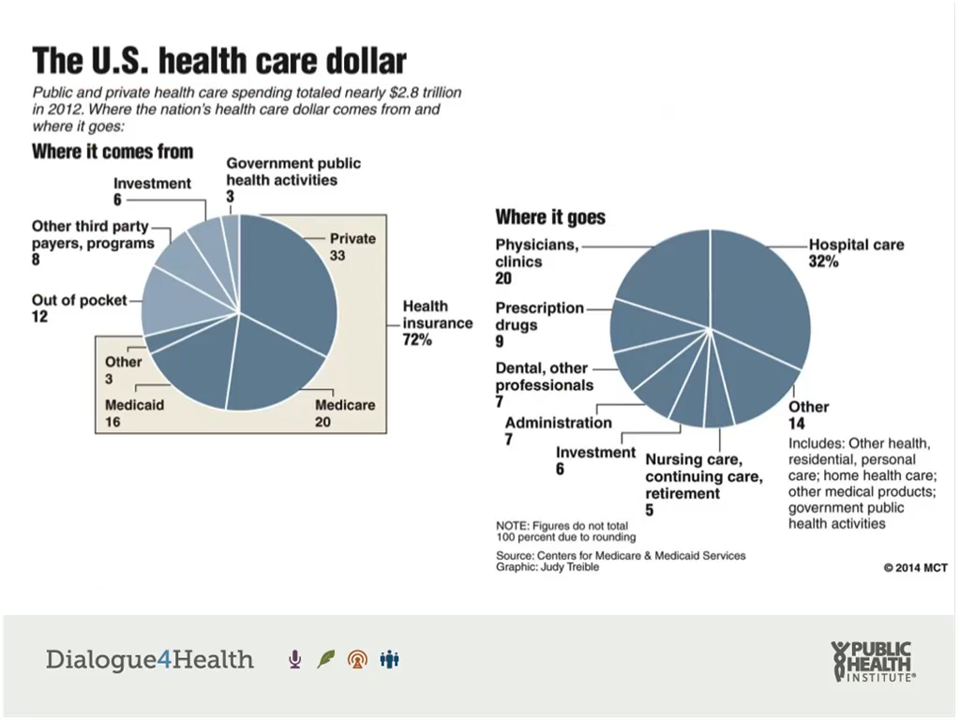 The U.S. health care dollar
Public and private health care spending totaled nearly $2.8 trillion
in 2012. Where the nation's health care dollar comes from and
where it goes:
Where it comes from
Government public
health activities
3
Investment
6
Other third party
payers, programs
8
Out of pocket
12
Other
3
Medicaid
16
Medicare
20
Private
33
Health
insurance
72%
Where it goes
Physicians,
clinics
20
Prescription
drugs
9
Dental, other
professionals
7
Administration
7
Investment
6
Nursing care,
continuing care,
retirement
5
Hospital care
32%
Other
14
Includes: Other health,
residential, personal
care; home health care;
other medical products;
government public
health activities
NOTE: Figures do not total
100 percent due to rounding
Source: Centers for Medicare & Medicaid Services
Graphic: Judy Treible
© 2014 MCT
Dialogue4Health
PUBLIC
HEALTH
INSTITUTE®